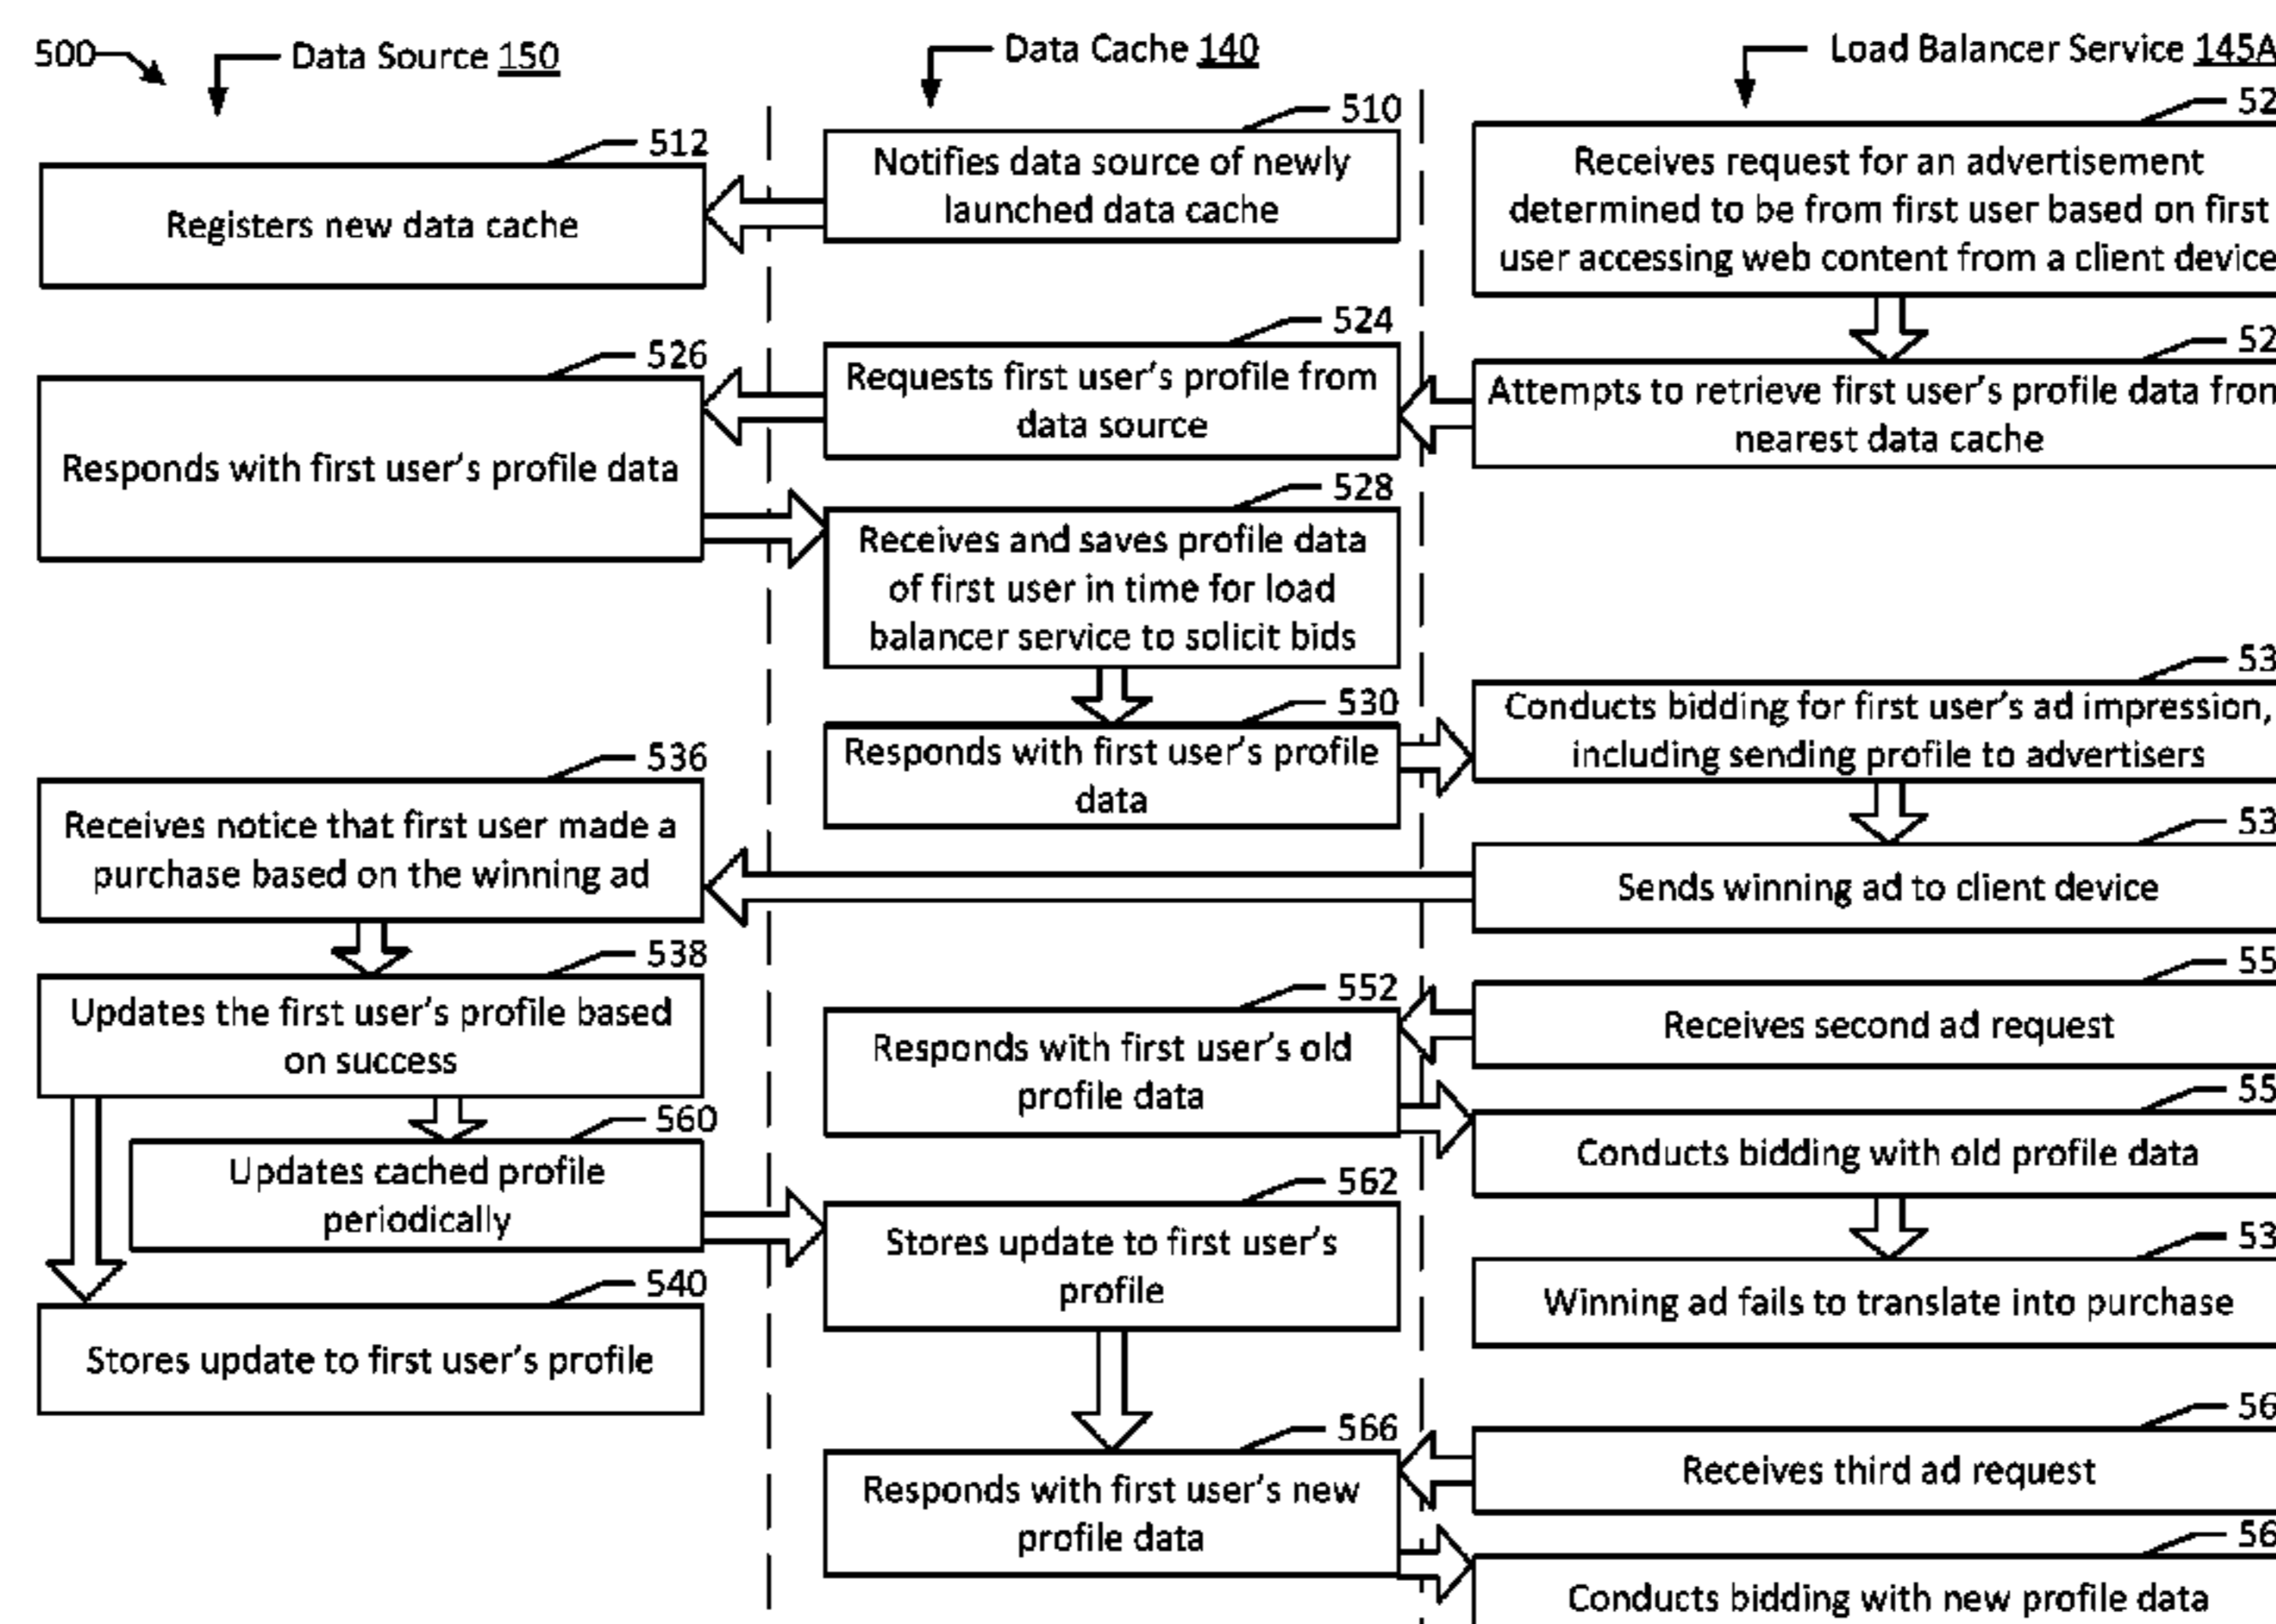 500
Data Source 150
Data Cache 140
Load Balancer Service 145A
512
Registers new data cache
510
Notifies data source of newly
launched data cache
52
Receives request for an advertisement
determined to be from first user based on first
user accessing web content from a client device
526
Responds with first user's profile data
524
Requests first user's profile from
data source
52
Attempts to retrieve first user's profile data from
nearest data cache
528
Receives and saves profile data
of first user in time for load
balancer service to solicit bids
530
Responds with first user's profile
data
53
Conducts bidding for first user's ad impression,
including sending profile to advertisers
536
Receives notice that first user made a
purchase based on the winning ad
53
Sends winning ad to client device
538
Updates the first user's profile based
on success
552
Responds with first user's old
profile data
55
Receives second ad request
55
Conducts bidding with old profile data
560
Updates cached profile
periodically
562
Stores update to first user's
profile
53
Winning ad fails to translate into purchase
540
Stores update to first user's profile
566
Responds with first user's new
profile data
56
Receives third ad request
56
Conducts bidding with new profile data